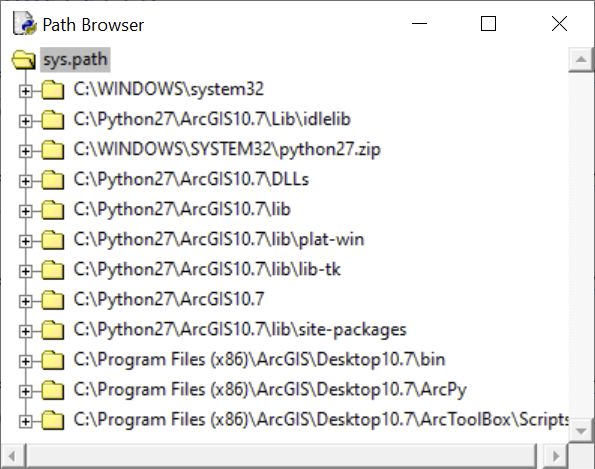 Path Browser
sys.path
C:\WINDOWS\system32
C:\Python27\ArcGIS10.7\Lib\idlelib
C:\WINDOWS\SYSTEM32\python27.zip
C:\Python27\ArcGIS10.7\DLLs
C:\Python27\ArcGIS10.7\lib
C:\Python27\ArcGIS10.7\lib\plat-win
C:\Python27\ArcGIS10.7\lib\lib-tk
C:\Python27\ArcGIS10.7
C:\Python27\ArcGIS10.7\lib\site-packages
C:\Program Files (x86)\ArcGIS\Desktop10.7\bin
C:\Program Files (x86)\ArcGIS\Desktop10.7\ArcPy
C:\Program Files (x86)\ArcGIS\Desktop10.7\ArcToolBox\Scripts